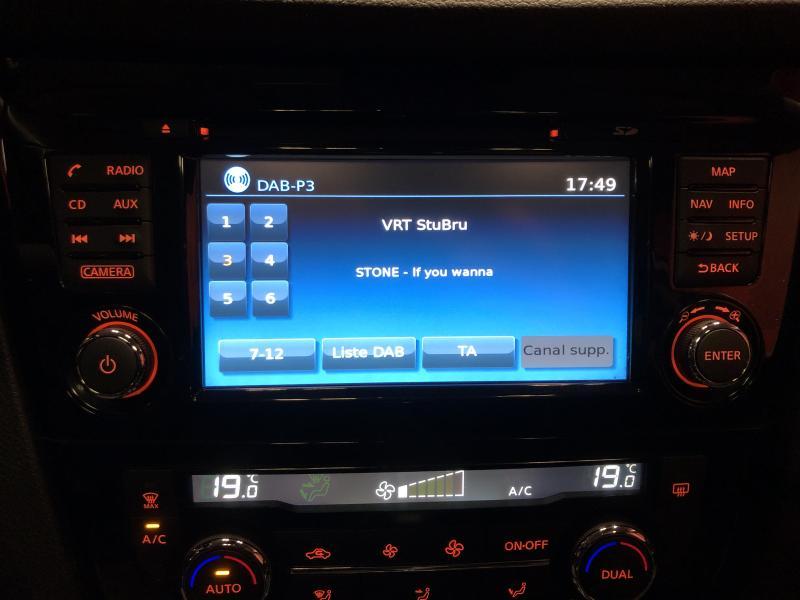 SD
RADIO
MAP
DAB-P3 17:49
CD AUX
NAV INFO
1 2
VRT StuBru
SETUP
3 4
STONE - If you wanna
CAMERA
BACK
5 6
VOLUME
7-12 Liste DAB TA Canal supp.
ENTER
19.0 °C
A/C
19.0 °C
MAX
A/C
ON·OFF
AUTO
DUAL